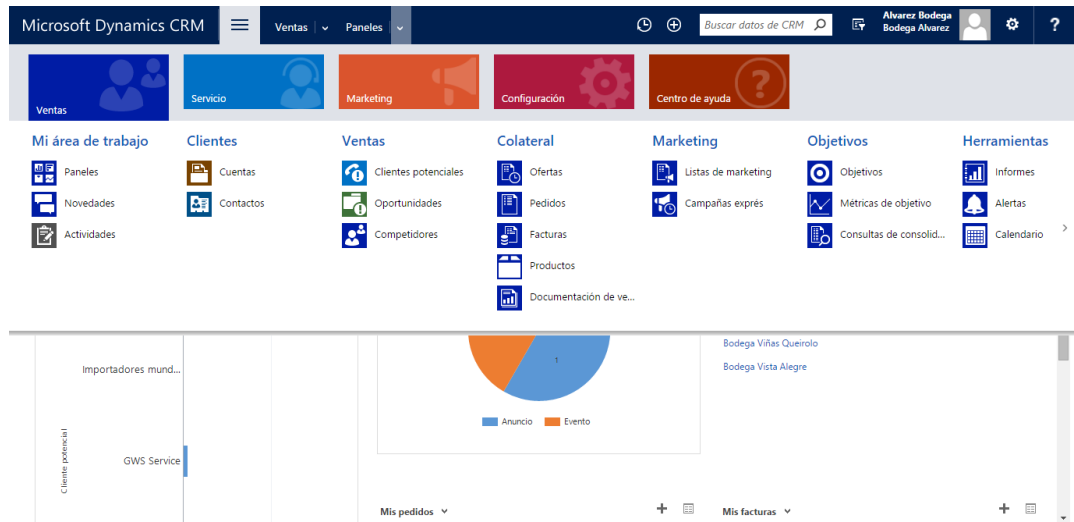 Microsoft Dynamics CRM
Ventas
Paneles
Buscar datos de CRM
Alvarez Bodega
Bodega Alvarez
?
Ventas
Servicio
Marketing
Configuración
Centro de ayuda
?
Mi área de trabajo
Paneles
Novedades
Actividades
Clientes
Cuentas
Contactos
Ventas
Clientes potenciales
Oportunidades
Competidores
Colateral
Ofertas
Pedidos
Facturas
Productos
Documentación de ve...
Marketing
Listas de marketing
Campañas exprés
Objetivos
Objetivos
Métricas de objetivo
Consultas de consolid...
Herramientas
Informes
Alertas
Calendario
Importadores mund...
GWS Service
Cliente potencial
1
Anuncio
Evento
Bodega Viñas Queirolo
Bodega Vista Alegre
Mis pedidos
Mis facturas